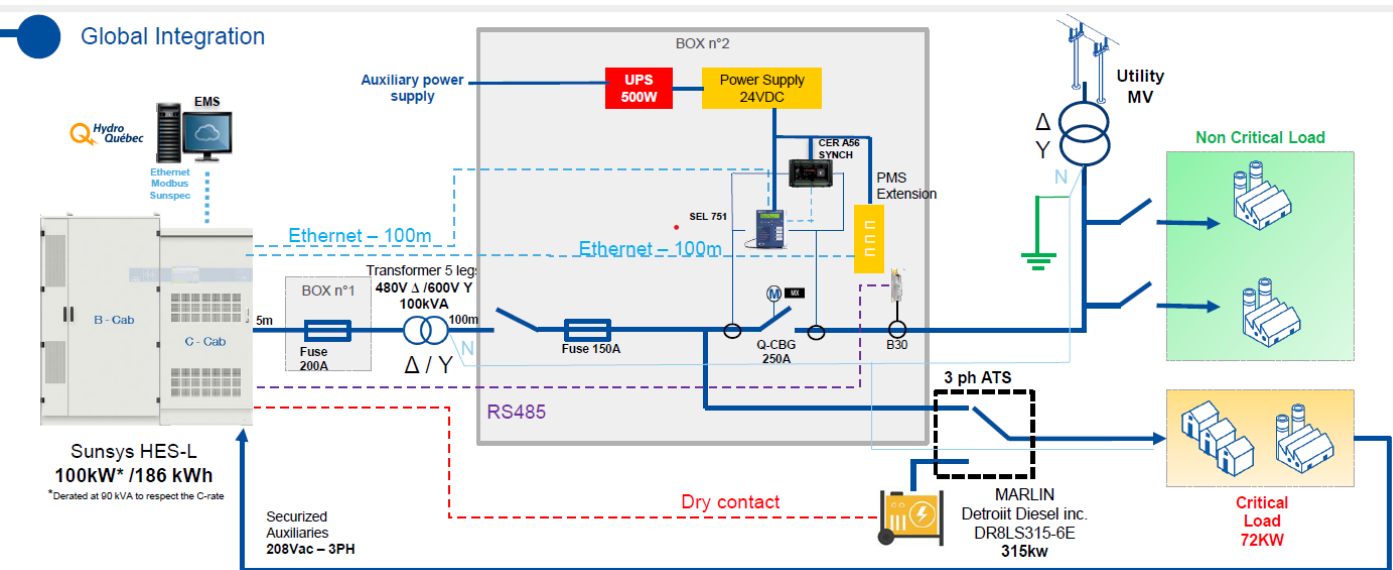 Global Integration
BOX n°2
Auxiliary power
supply
UPS
500W
Power Supply
24VDC
Utility
MV
EMS
Hydro
Québec
Ethernet
Modbus
Sunspec
CER A56
SYNCH
PMS
Extension
SEL 751
Δ
Y
N
Non Critical Load
Ethernet – 100m
Ethernet – 100m
Transformer 5 legs
480V Δ /600V Y
100kVA
BOX n°1
B - Cab
C - Cab
5m
Fuse
200A
100m
N
Δ / Y
Fuse 150A
M
MX
Q-CBG
250A
B30
3 ph ATS
RS485
Sunsys HES-L
100kW* /186 kWh
*Derated at 90 kVA to respect the C-rate
Dry contact
MARLIN
Detroiit Diesel inc.
DR8LS315-6E
315kw
Critical
Load
72KW
Securized
Auxiliaries
208Vac – 3PH